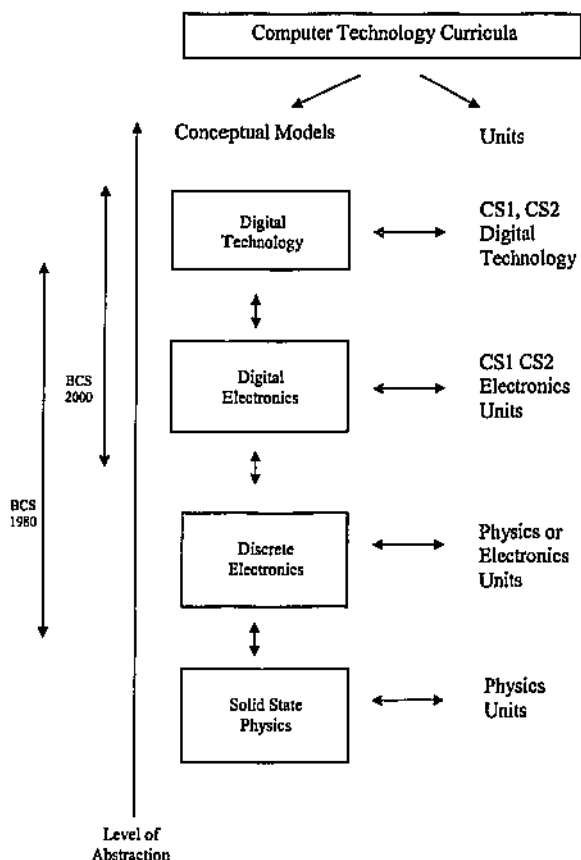 Computer Technology Curricula
Conceptual Models
Units
Digital
Technology
CS1, CS2
Digital
Technology
BCS
2000
Digital
Electronics
CS1 CS2
Electronics
Units
BCS
1980
Discrete
Electronics
Physics or
Electronics
Units
Solid State
Physics
Physics
Units
Level of
Abstraction